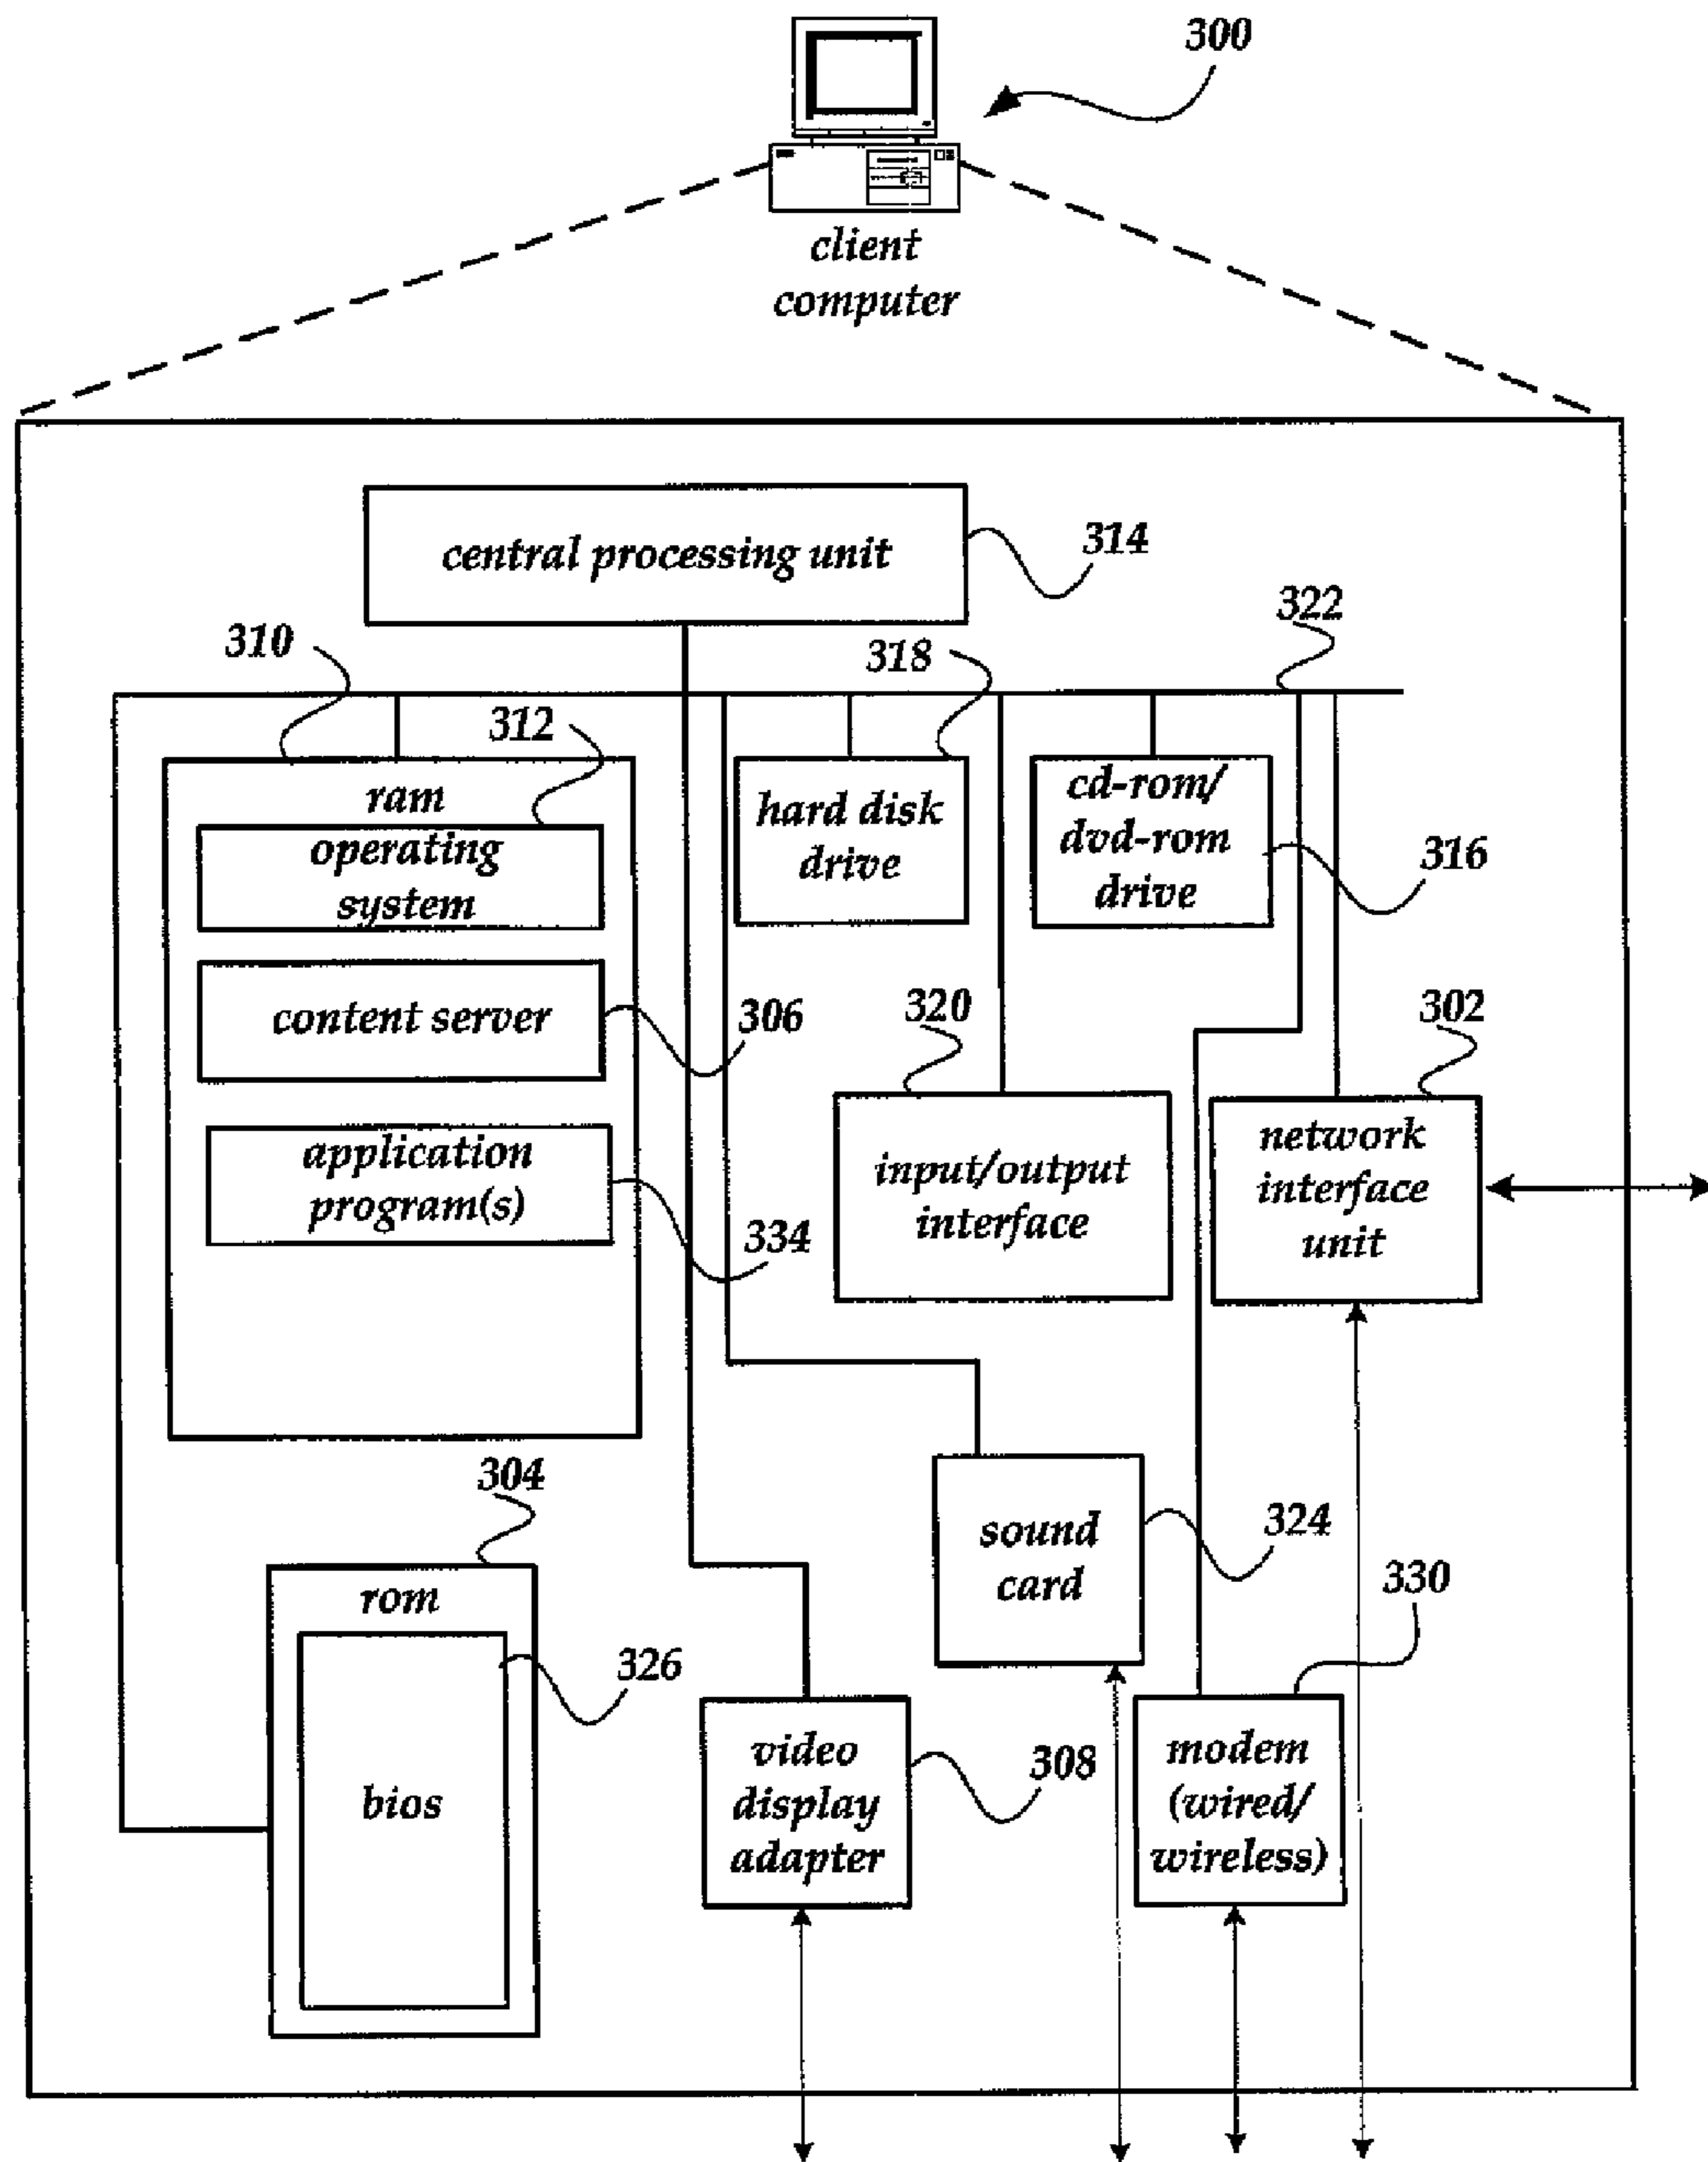 300
client
computer
central processing unit
314
322
310
318
312
ram
operating
system
hard disk
drive
cd-rom/
dvd-rom
drive
316
content server
306
320
302
application
program(s)
334
input/output
interface
network
interface
unit
304
sound
card
324
330
rom
326
bios
video
display
adapter
308
modem
(wired/
wireless)